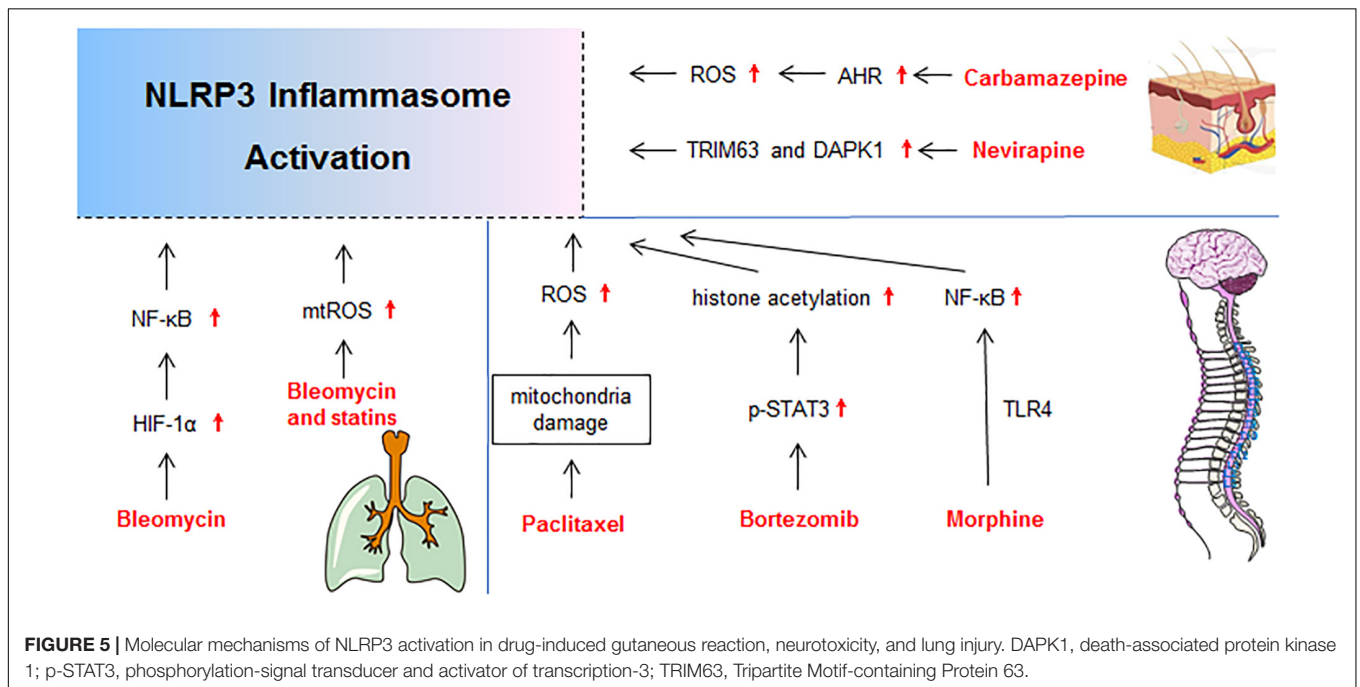 NLRP3 Inflammasome
Activation
ROS ↑ ← AHR ↑ ← Carbamazepine
TRIM63 and DAPK1 ↑ ← Nevirapine
NF-κB ↑
HIF-1α ↑
Bleomycin
mtROS ↑
Bleomycin
and statins
ROS ↑
mitochondria
damage
Paclitaxel
histone acetylation ↑
p-STAT3 ↑
Bortezomib
NF-κB ↑
TLR4
Morphine
FIGURE 5 | Molecular mechanisms of NLRP3 activation in drug-induced gutaneous reaction, neurotoxicity, and lung injury. DAPK1, death-associated protein kinase
1; p-STAT3, phosphorylation-signal transducer and activator of transcription-3; TRIM63, Tripartite Motif-containing Protein 63.